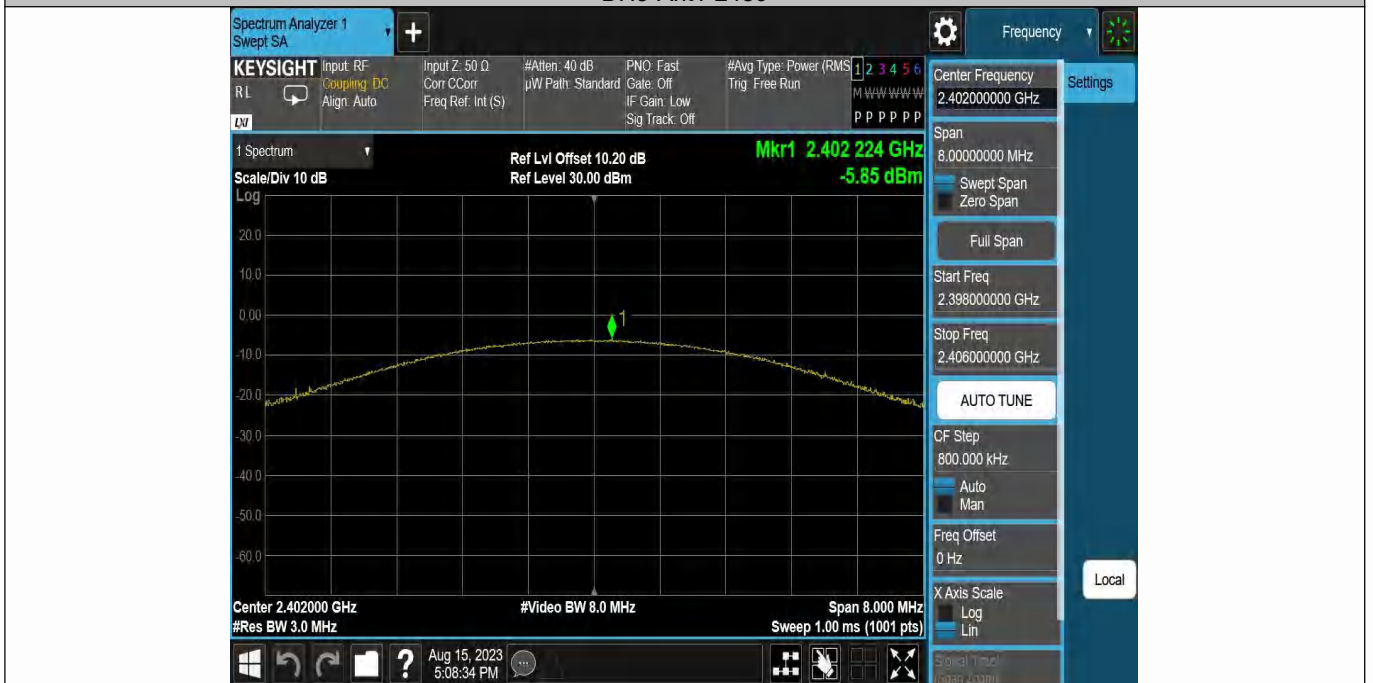 Spectrum Analyzer 1
Swept SA
Frequency
KEYSIGHT
RL
LXI
Input: RF
Coupling: DC
Align: Auto
Input Z: 50 Ω
Corr CCorr
Freq Ref: Int (S)
#Atten: 40 dB
µW Path: Standard
PNO: Fast
Gate: Off
IF Gain: Low
Sig Track: Off
#Avg Type: Power (RMS
Trig: Free Run
1 2 3 4 5 6
M W W W W W
P P P P P P
Center Frequency
2.402000000 GHz
Settings
1 Spectrum
Scale/Div 10 dB
Log
Ref Lvl Offset 10.20 dB
Ref Level 30.00 dBm
Mkr1 2.402 224 GHz
-5.85 dBm
20.0
10.0
0.00
-10.0
-20.0
-30.0
-40.0
-50.0
-60.0
1
Span
8.00000000 MHz
Swept Span
Zero Span
Full Span
Start Freq
2.398000000 GHz
Stop Freq
2.406000000 GHz
AUTO TUNE
CF Step
800.000 kHz
Auto
Man
Freq Offset
0 Hz
X Axis Scale
Log
Lin
Signal Track
(Span Zoom)
Local
Center 2.402000 GHz
#Res BW 3.0 MHz
#Video BW 8.0 MHz
Span 8.000 MHz
Sweep 1.00 ms (1001 pts)
?
Aug 15, 2023
5:08:34 PM